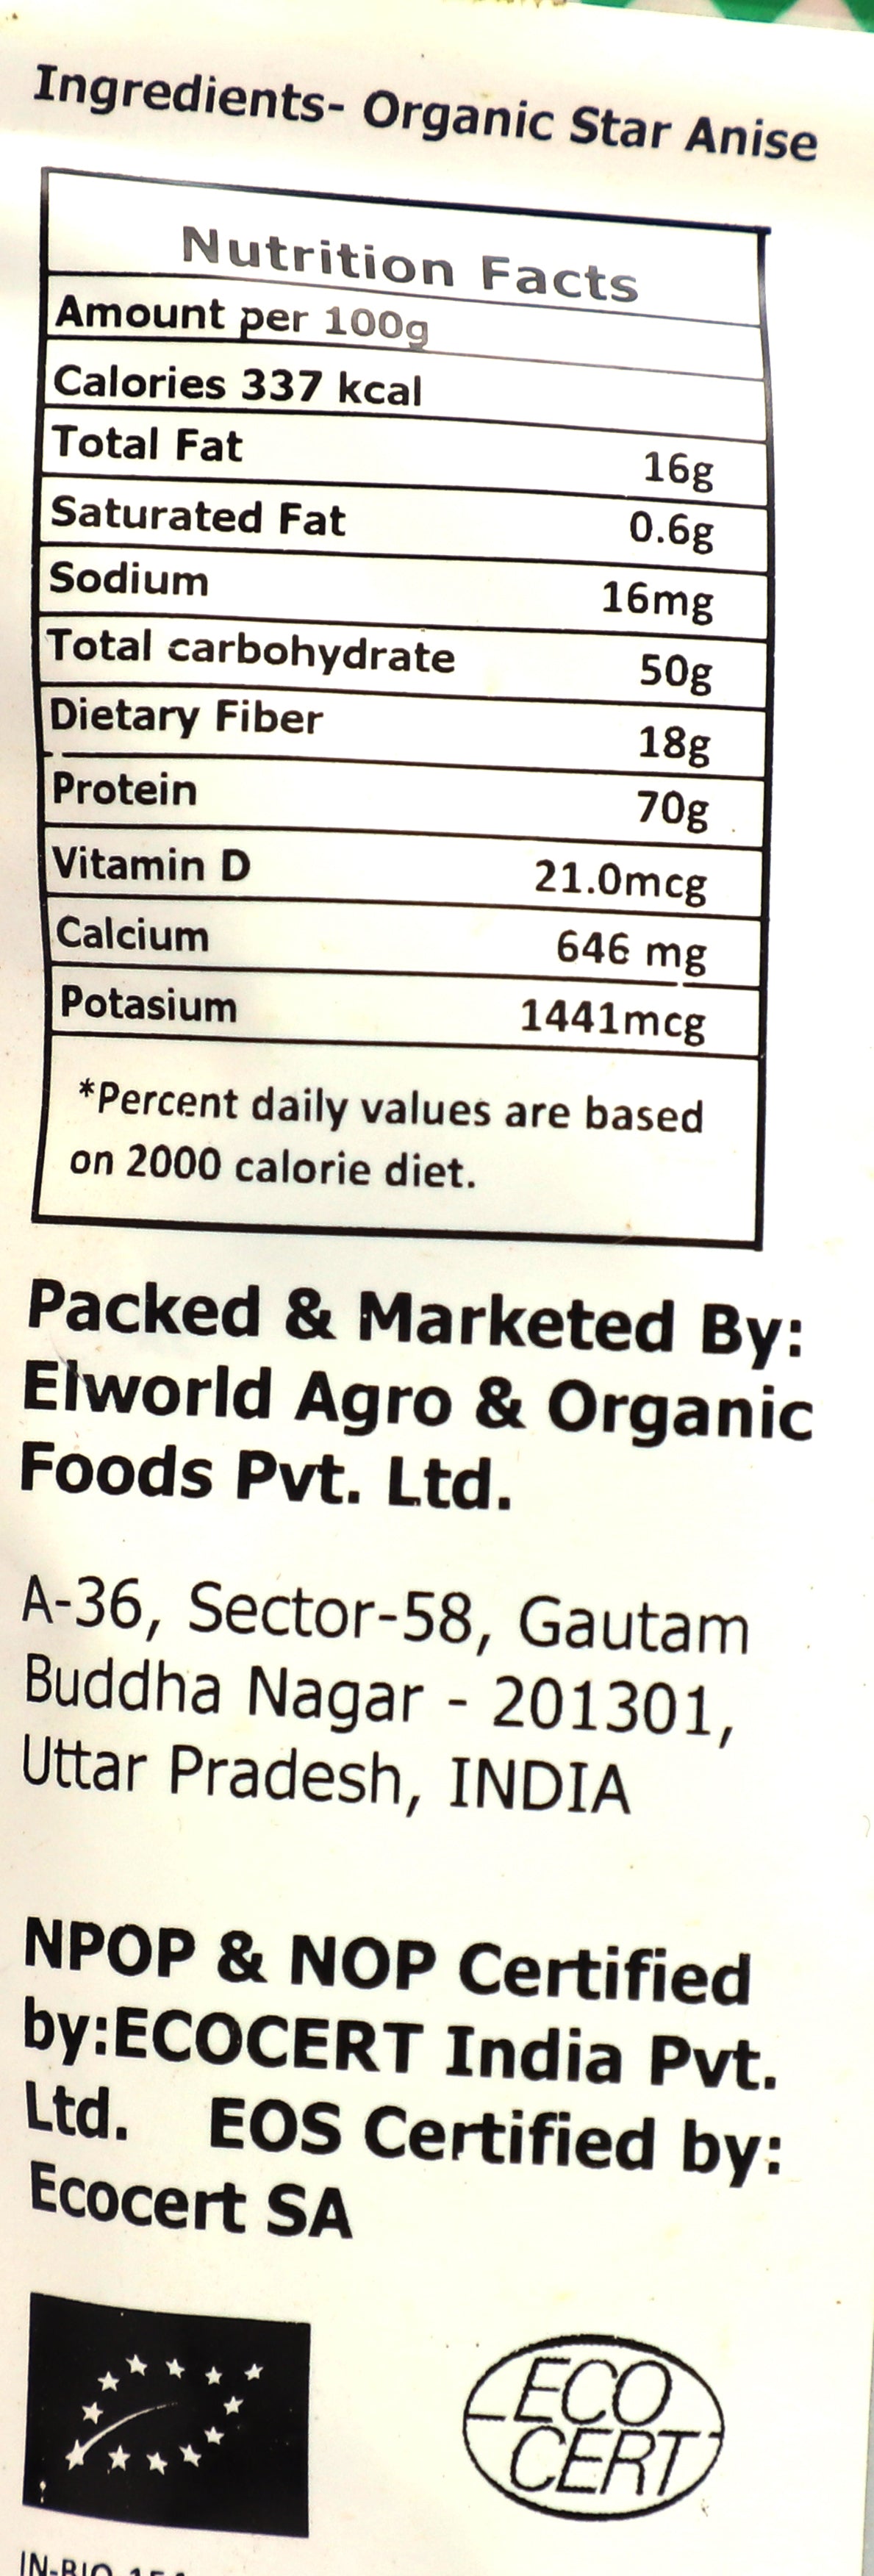 Ingredients- Organic Star Anise
Nutrition Facts
Amount per 100g
Calories 337 kcal
Total Fat 16g
Saturated Fat 0.6g
Sodium 16mg
Total carbohydrate 50g
Dietary Fiber 18g
Protein 70g
Vitamin D 21.0mcg
Calcium 646 mg
Potasium 1441mcg
*Percent daily values are based
on 2000 calorie diet.
Packed & Marketed By:
Elworld Agro & Organic
Foods Pvt. Ltd.
A-36, Sector-58, Gautam
Buddha Nagar - 201301,
Uttar Pradesh, INDIA
NPOP & NOP Certified
by:ECOCERT India Pvt.
Ltd. EOS Certified by:
Ecocert SA
ECO
CERT